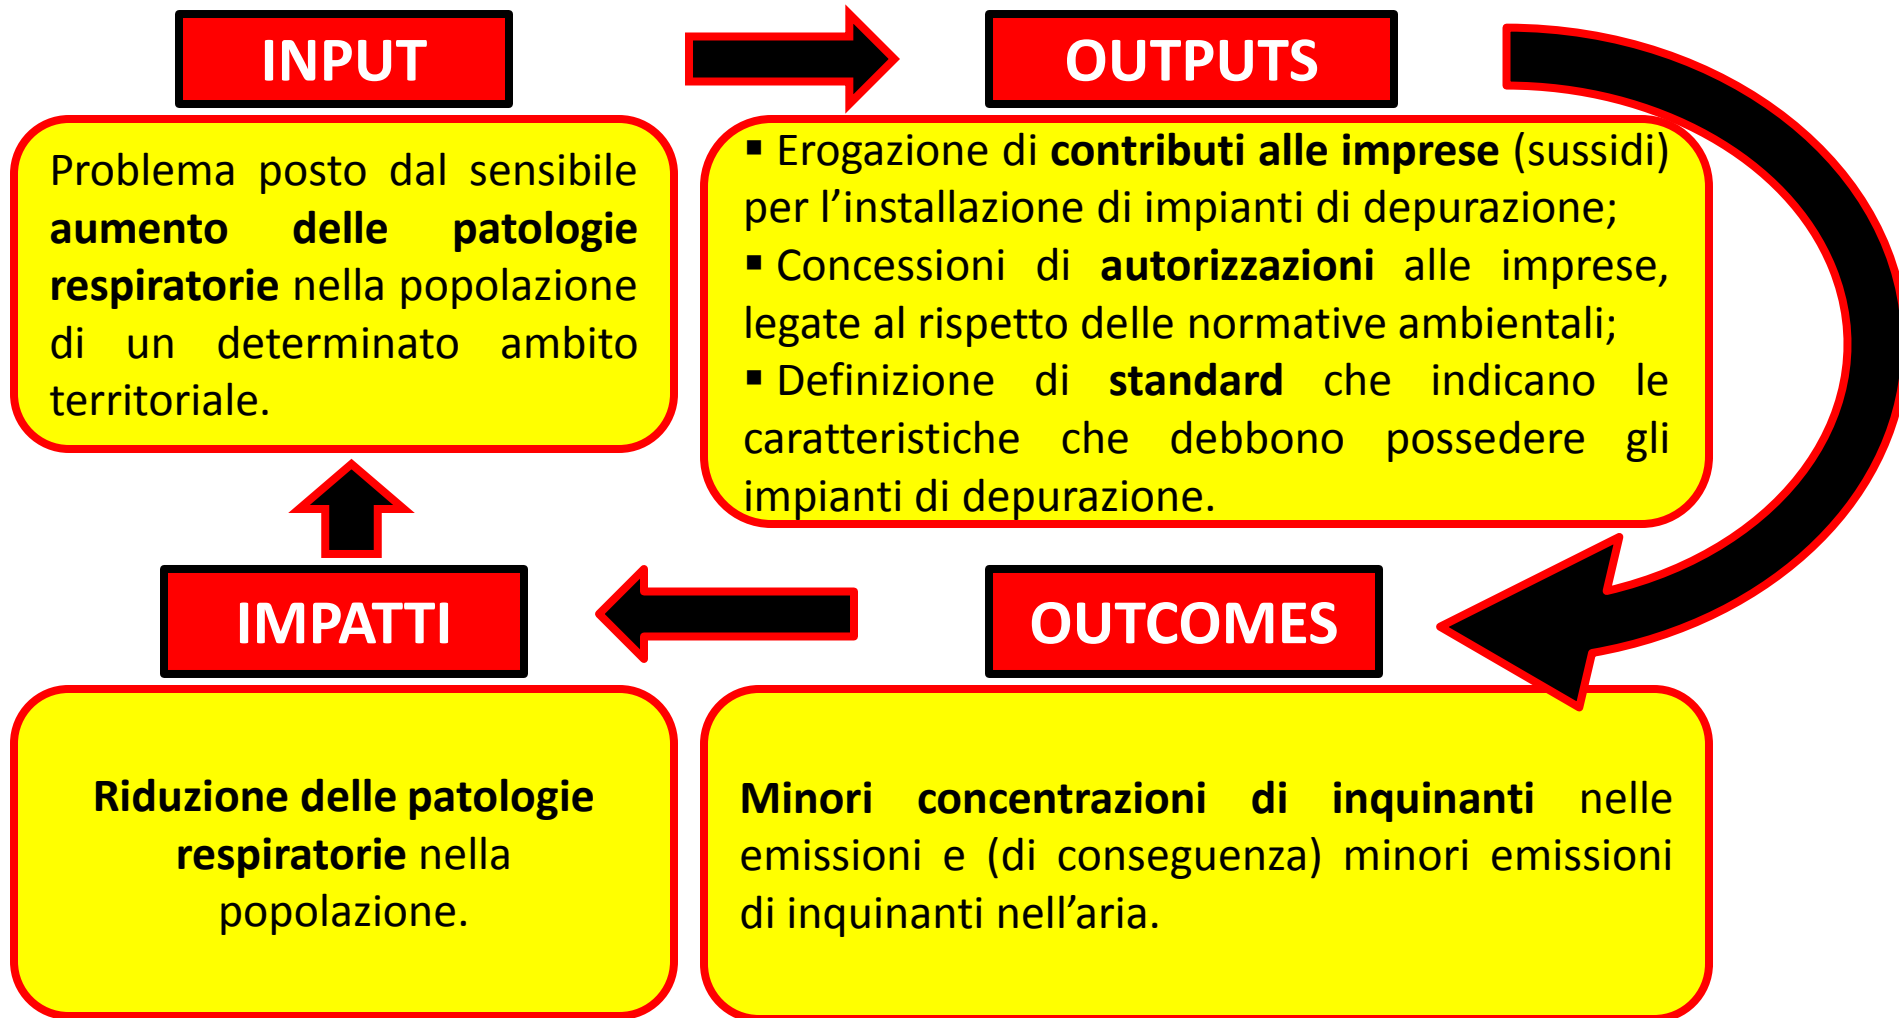 INPUT
Problema posto dal sensibile
aumento delle patologie
respiratorie nella popolazione
di un determinato ambito
territoriale.
OUTPUTS
▪ Erogazione di contributi alle imprese (sussidi)
per l’installazione di impianti di depurazione;
▪ Concessioni di autorizzazioni alle imprese,
legate al rispetto delle normative ambientali;
▪ Definizione di standard che indicano le
caratteristiche che debbono possedere gli
impianti di depurazione.
IMPATTI
Riduzione delle patologie
respiratorie nella
popolazione.
OUTCOMES
Minori concentrazioni di inquinanti nelle
emissioni e (di conseguenza) minori emissioni
di inquinanti nell’aria.